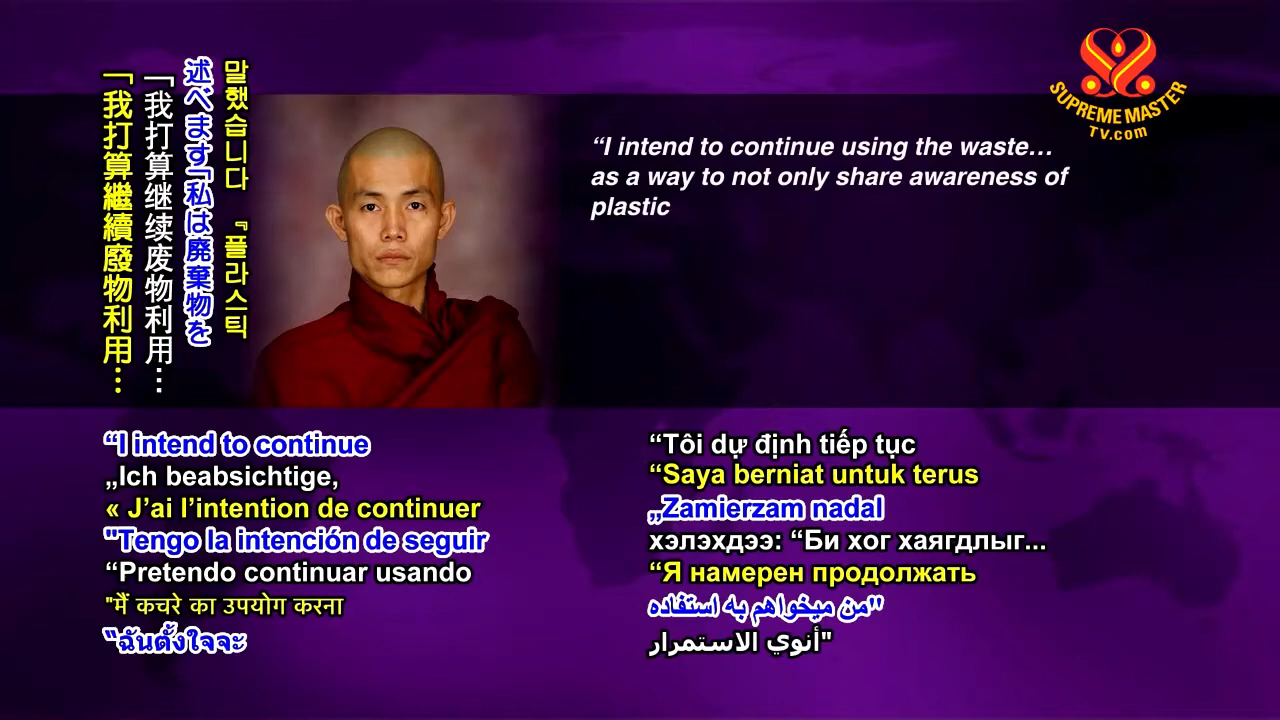 「我打算繼續廢物利用…
「我打算继续废物利用…
述べます「私は廃棄物を
말했습니다 『플라스틱
SUPREME MASTER
TV.com
“I intend to continue using the waste…
as a way to not only share awareness of
plastic
“I intend to continue
„Ich beabsichtige,
« J’ai l’intention de continuer
"Tengo la intención de seguir
“Pretendo continuar usando
"मैं कचरे का उपयोग करना
“ฉันตั้งใจจะ
“Tôi dự định tiếp tục
“Saya berniat untuk terus
„Zamierzam nadal
хэлэхдээ: “Би хог хаягдлыг...
“Я намерен продолжать
"من میخواهم به استفاده
"أنوي الاستمرار